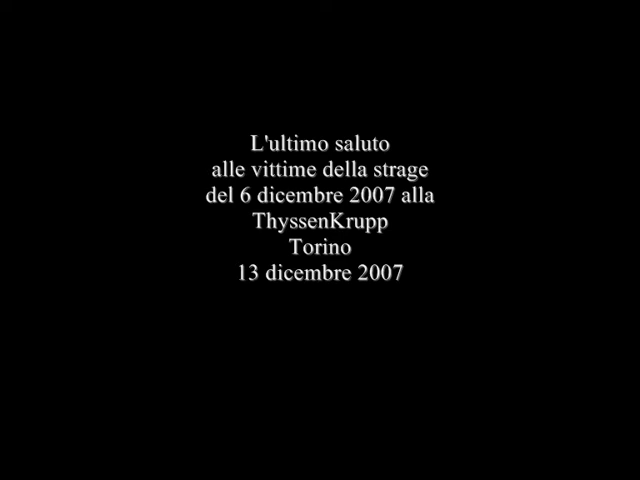 L'ultimo saluto
alle vittime della strage
del 6 dicembre 2007 alla
ThyssenKrupp
Torino
13 dicembre 2007